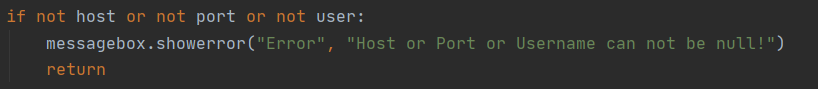 if not host or not port or not user:
    messagebox.showerror("Error", "Host or Port or Username can not be null!")
    return